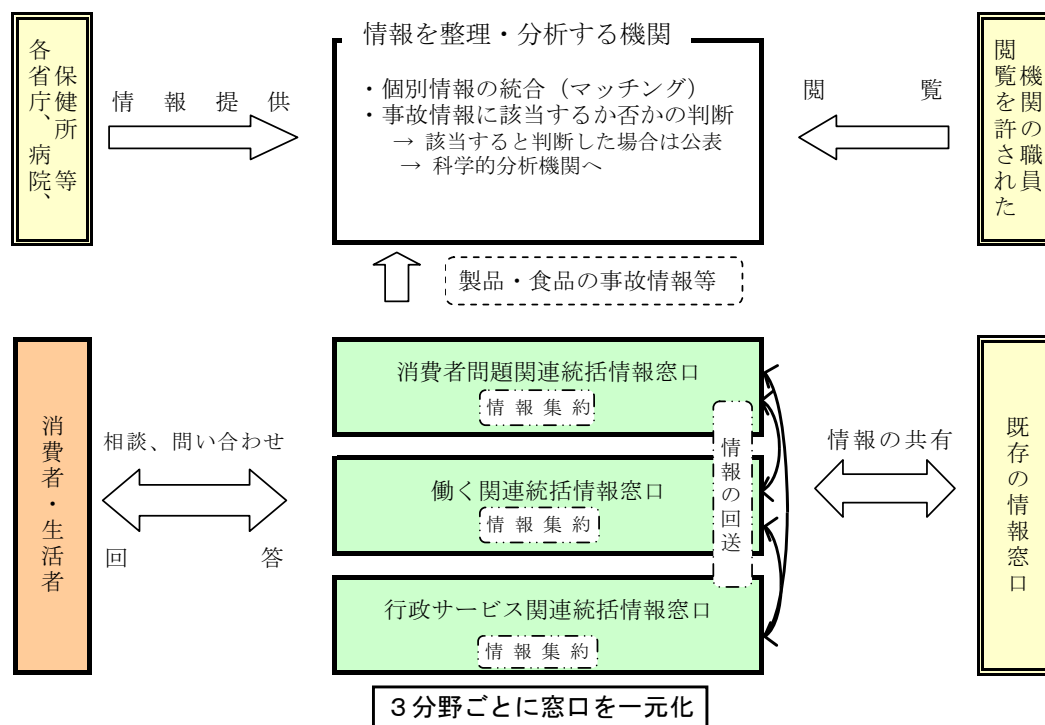 各省庁、病院、
保健所等
情報提供
情報を整理・分析する機関
・個別情報の統合（マッチング）
・事故情報に該当するか否かの判断
→ 該当すると判断した場合は公表
→ 科学的分析機関へ
閲覧
閲覧を許された
機関の職員
製品・食品の事故情報等
消費者・生活者
相談、問い合わせ
回答
消費者問題関連統括情報窓口
情報集約
働く関連統括情報窓口
情報集約
行政サービス関連統括情報窓口
情報集約
情報の回送
情報の共有
既存の情報窓口
３分野ごとに窓口を一元化